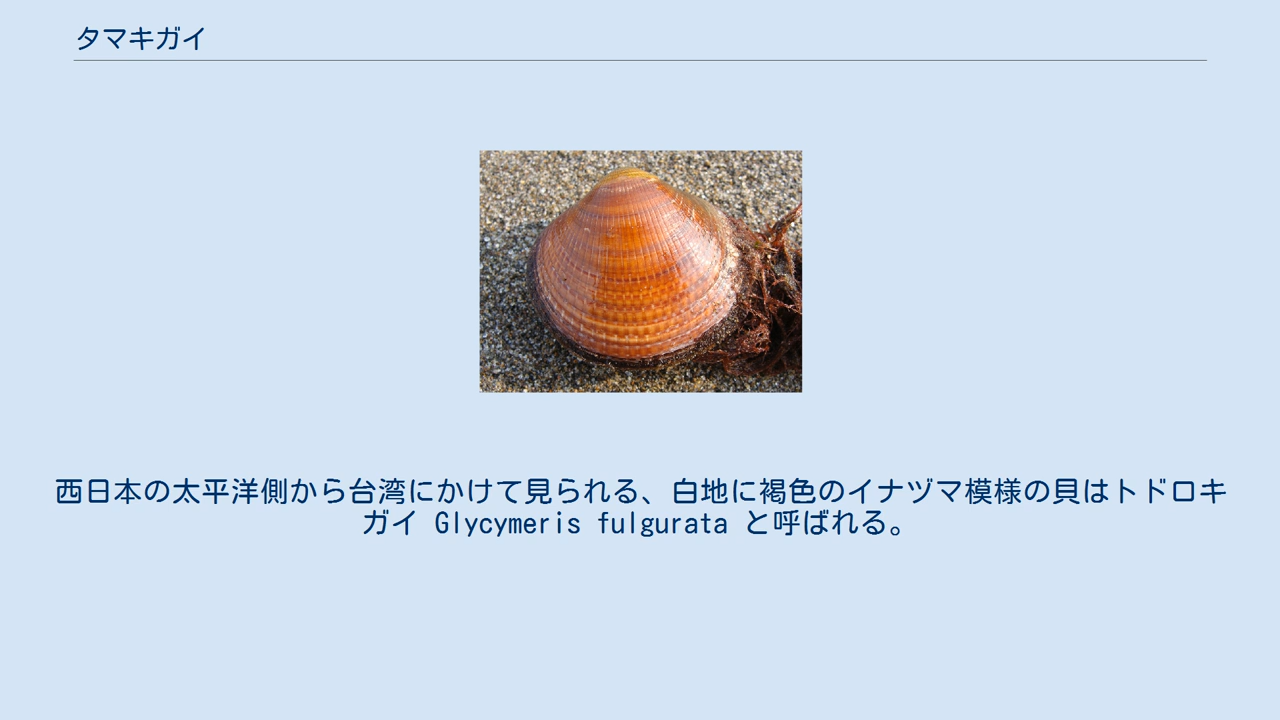 タマキガイ
西日本の太平洋側から台湾にかけて見られる、白地に褐色のイナヅマ模様の貝はトドロキ
ガイ Glycymeris fulgurata と呼ばれる。